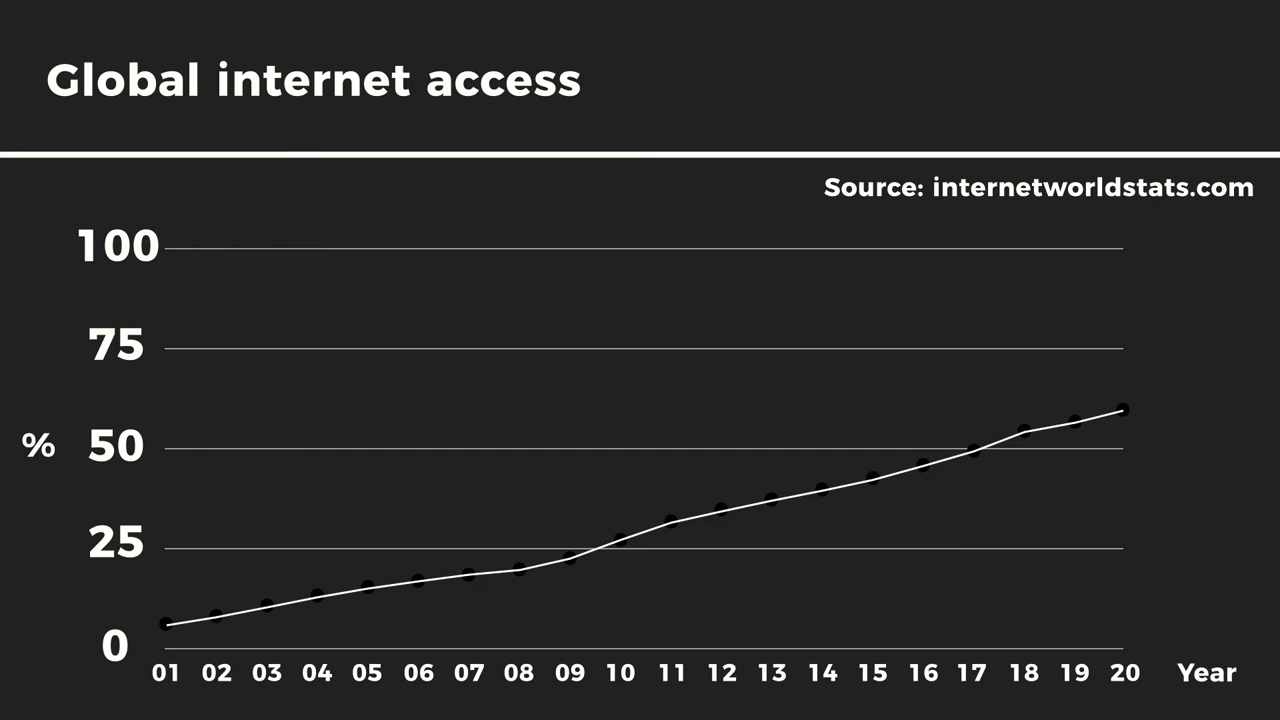 Global internet access
Source: internetworldstats.com
100
75
% 50
25
0
01 02 03 04 05 06 07 08 09 10 11 12 13 14 15 16 17 18 19 20 Year